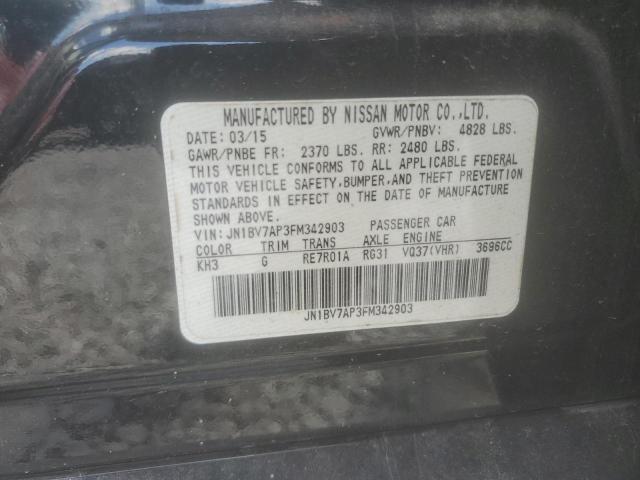 MANUFACTURED BY NISSAN MOTOR CO.,LTD.
DATE: 03/15 GVWR/PNBV: 4828 LBS.
GAWR/PNBE FR: 2370 LBS. RR: 2480 LBS.
THIS VEHICLE CONFORMS TO ALL APPLICABLE FEDERAL
MOTOR VEHICLE SAFETY, BUMPER, AND THEFT PREVENTION
STANDARDS IN EFFECT ON THE DATE OF MANUFACTURE
SHOWN ABOVE.
VIN: JN1BV7AP3FM342903 PASSENGER CAR
COLOR TRIM TRANS AXLE ENGINE
KH3 G RE7R01A RG31 VQ37(VHR) 3696CC
JN1BV7AP3FM342903